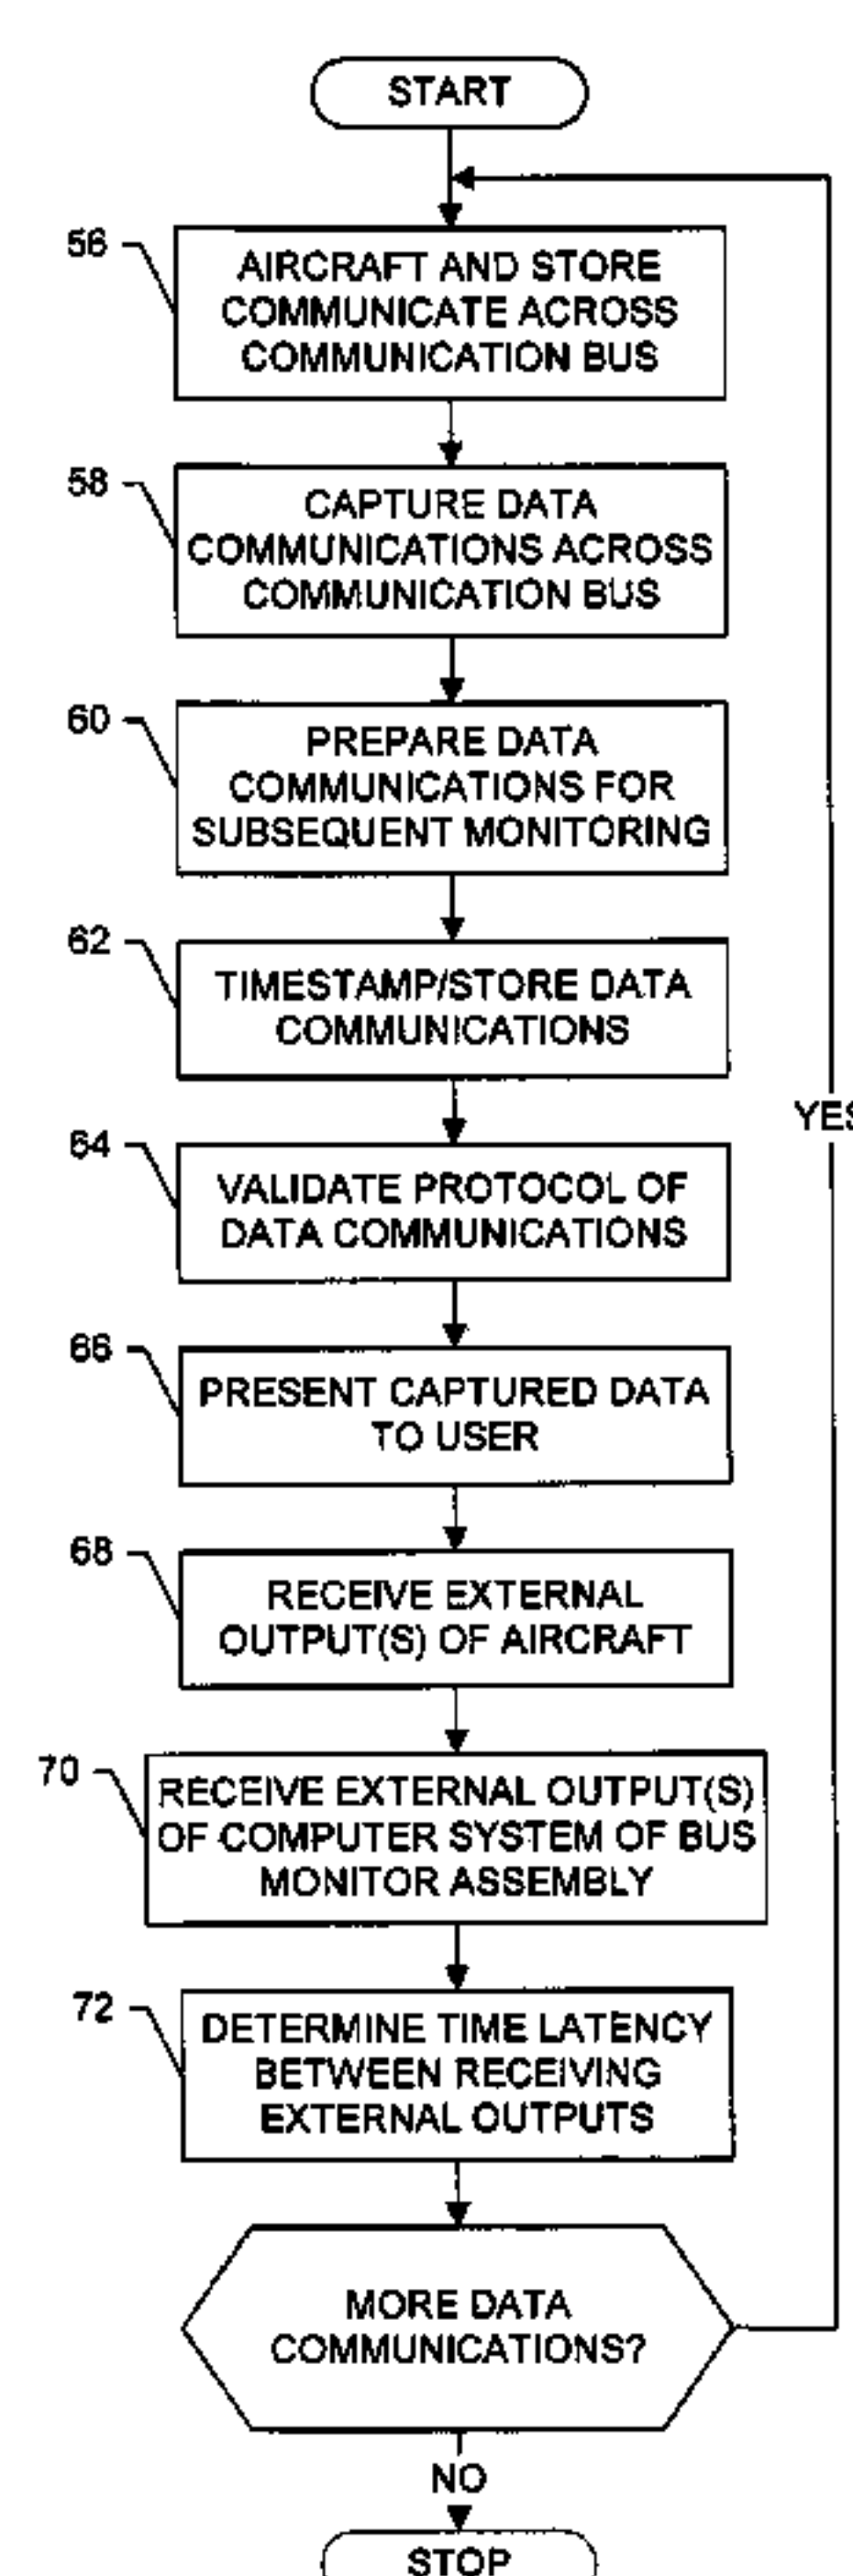 START
56
AIRCRAFT AND STORE
COMMUNICATE ACROSS
COMMUNICATION BUS
58
CAPTURE DATA
COMMUNICATIONS ACROSS
COMMUNICATION BUS
60
PREPARE DATA
COMMUNICATIONS FOR
SUBSEQUENT MONITORING
62
TIMESTAMP/STORE DATA
COMMUNICATIONS
YES
64
VALIDATE PROTOCOL OF
DATA COMMUNICATIONS
66
PRESENT CAPTURED DATA
TO USER
68
RECEIVE EXTERNAL
OUTPUT(S) OF AIRCRAFT
70
RECEIVE EXTERNAL OUTPUT(S)
OF COMPUTER SYSTEM OF BUS
MONITOR ASSEMBLY
72
DETERMINE TIME LATENCY
BETWEEN RECEIVING
EXTERNAL OUTPUTS
MORE DATA
COMMUNICATIONS?
NO
STOP